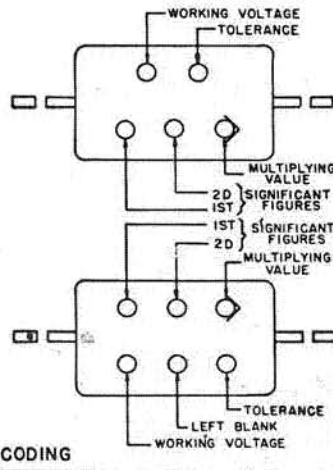 WORKING VOLTAGE
TOLERANCE
MULTIPLYING
VALUE
2D
1ST
SIGNIFICANT
FIGURES
1ST
2D
SIGNIFICANT
FIGURES
MULTIPLYING
VALUE
TOLERANCE
LEFT BLANK
WORKING VOLTAGE
CODING